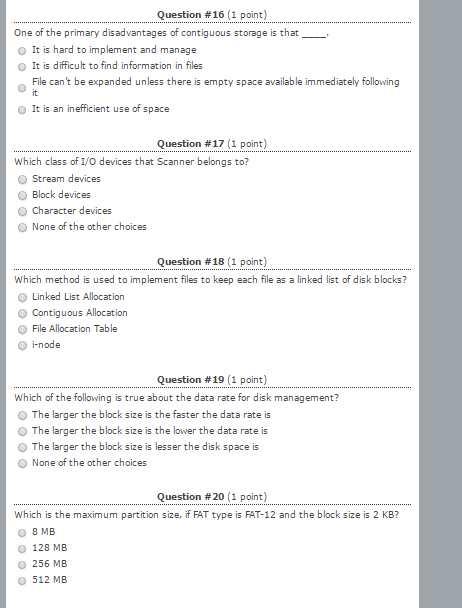 Question #16 (1 point)
One of the primary disadvantages of contiguous storage is that _____.
It is hard to implement and manage
It is difficult to find information in files
File can't be expanded unless there is empty space available immediately following
it
It is an inefficient use of space
Question #17 (1 point)
Which class of I/O devices that Scanner belongs to?
Stream devices
Block devices
Character devices
None of the other choices
Question #18 (1 point)
Which method is used to implement files to keep each file as a linked list of disk blocks?
Linked List Allocation
Contiguous Allocation
File Allocation Table
i-node
Question #19 (1 point)
Which of the following is true about the data rate for disk management?
The larger the block size is the faster the data rate is
The larger the block size is the lower the data rate is
The larger the block size is lesser the disk space is
None of the other choices
Question #20 (1 point)
Which is the maximum partition size, if FAT type is FAT-12 and the block size is 2 KB?
8 MB
128 MB
256 MB
512 MB